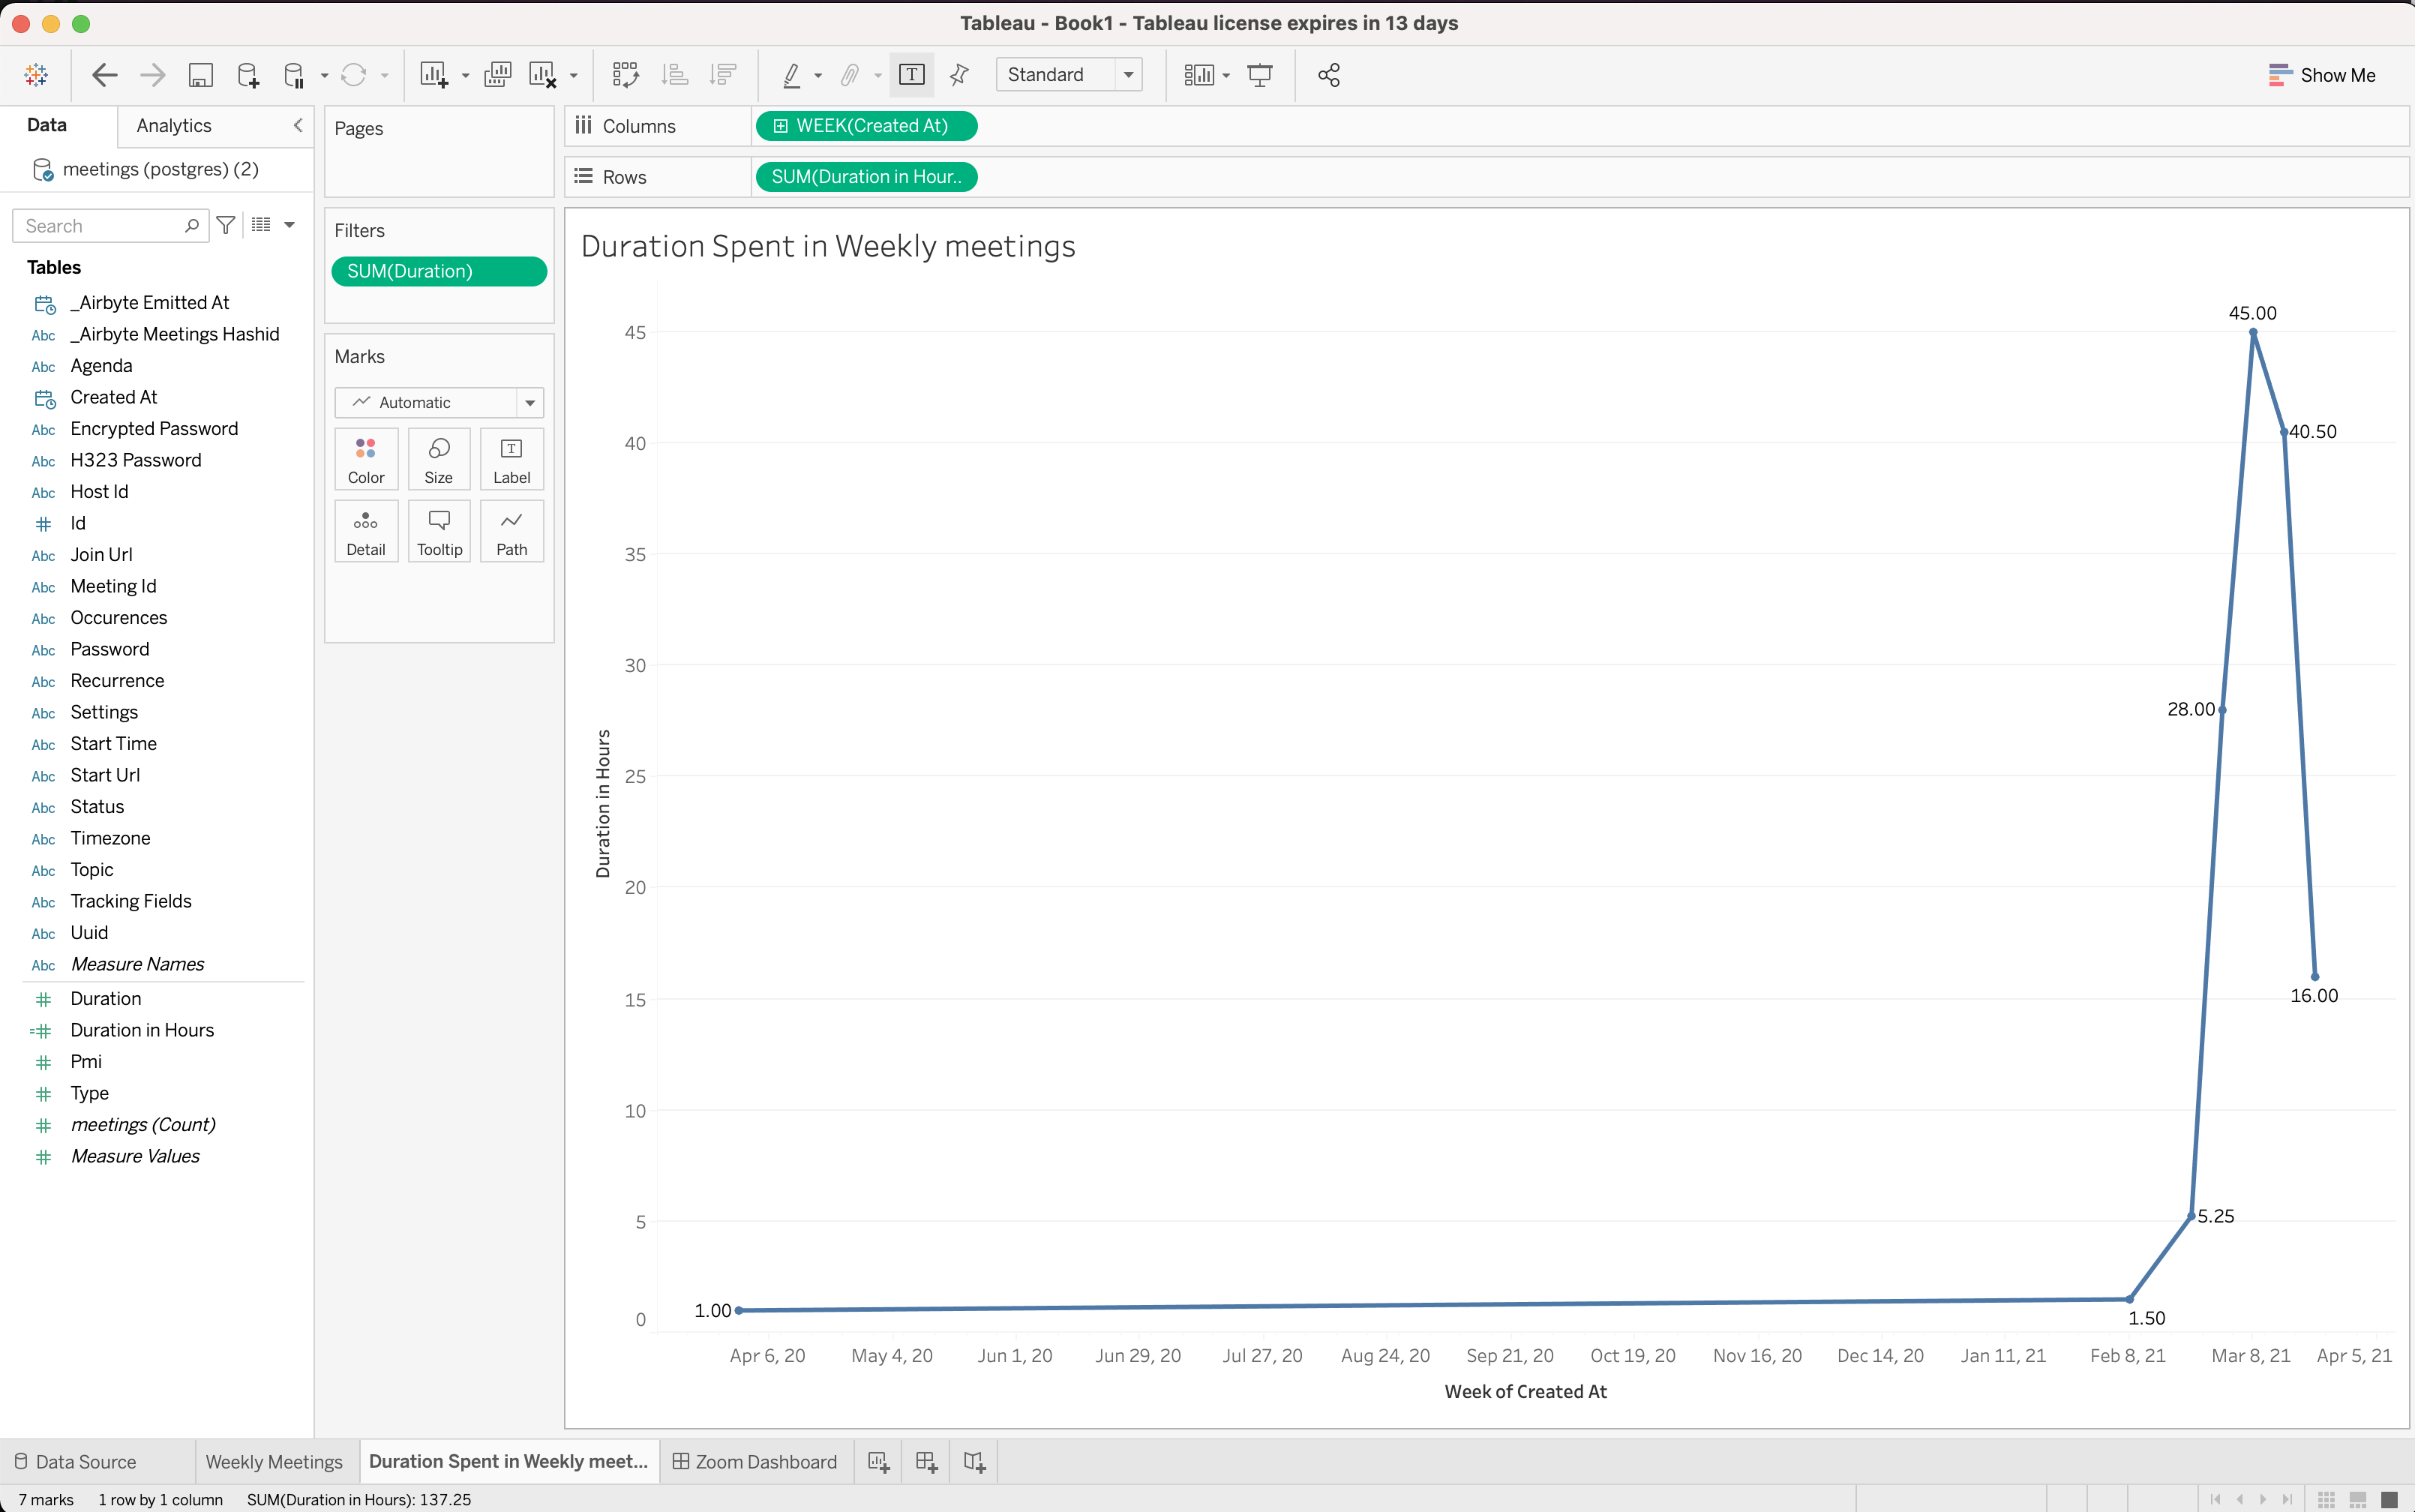 Tableau - Book1 - Tableau license expires in 13 days
Standard
Show Me
Data
Analytics
meetings (postgres) (2)
Search
Tables
_Airbyte Emitted At
Abc _Airbyte Meetings Hashid
Abc Agenda
Created At
Abc Encrypted Password
Abc H323 Password
Abc Host Id
Id
Abc Join Url
Abc Meeting Id
Abc Occurences
Abc Password
Abc Recurrence
Abc Settings
Abc Start Time
Abc Start Url
Abc Status
Abc Timezone
Abc Topic
Abc Tracking Fields
Abc Uuid
Abc Measure Names
Duration
Duration in Hours
Pmi
Type
meetings (Count)
Measure Values
Pages
Filters
SUM(Duration)
Marks
Automatic
Color Size Label
Detail Tooltip Path
Columns WEEK(Created At)
Rows SUM(Duration in Hour..
Duration Spent in Weekly meetings
45.00
45
40.50
40
35
30
28.00
25
20
15
16.00
10
5
5.25
1.00
1.50
0
Duration in Hours
Apr 6, 20 May 4, 20 Jun 1, 20 Jun 29, 20 Jul 27, 20 Aug 24, 20 Sep 21, 20 Oct 19, 20 Nov 16, 20 Dec 14, 20 Jan 11, 21 Feb 8, 21 Mar 8, 21 Apr 5, 21
Week of Created At
Data Source Weekly Meetings Duration Spent in Weekly meet... Zoom Dashboard
7 marks 1 row by 1 column SUM(Duration in Hours): 137.25